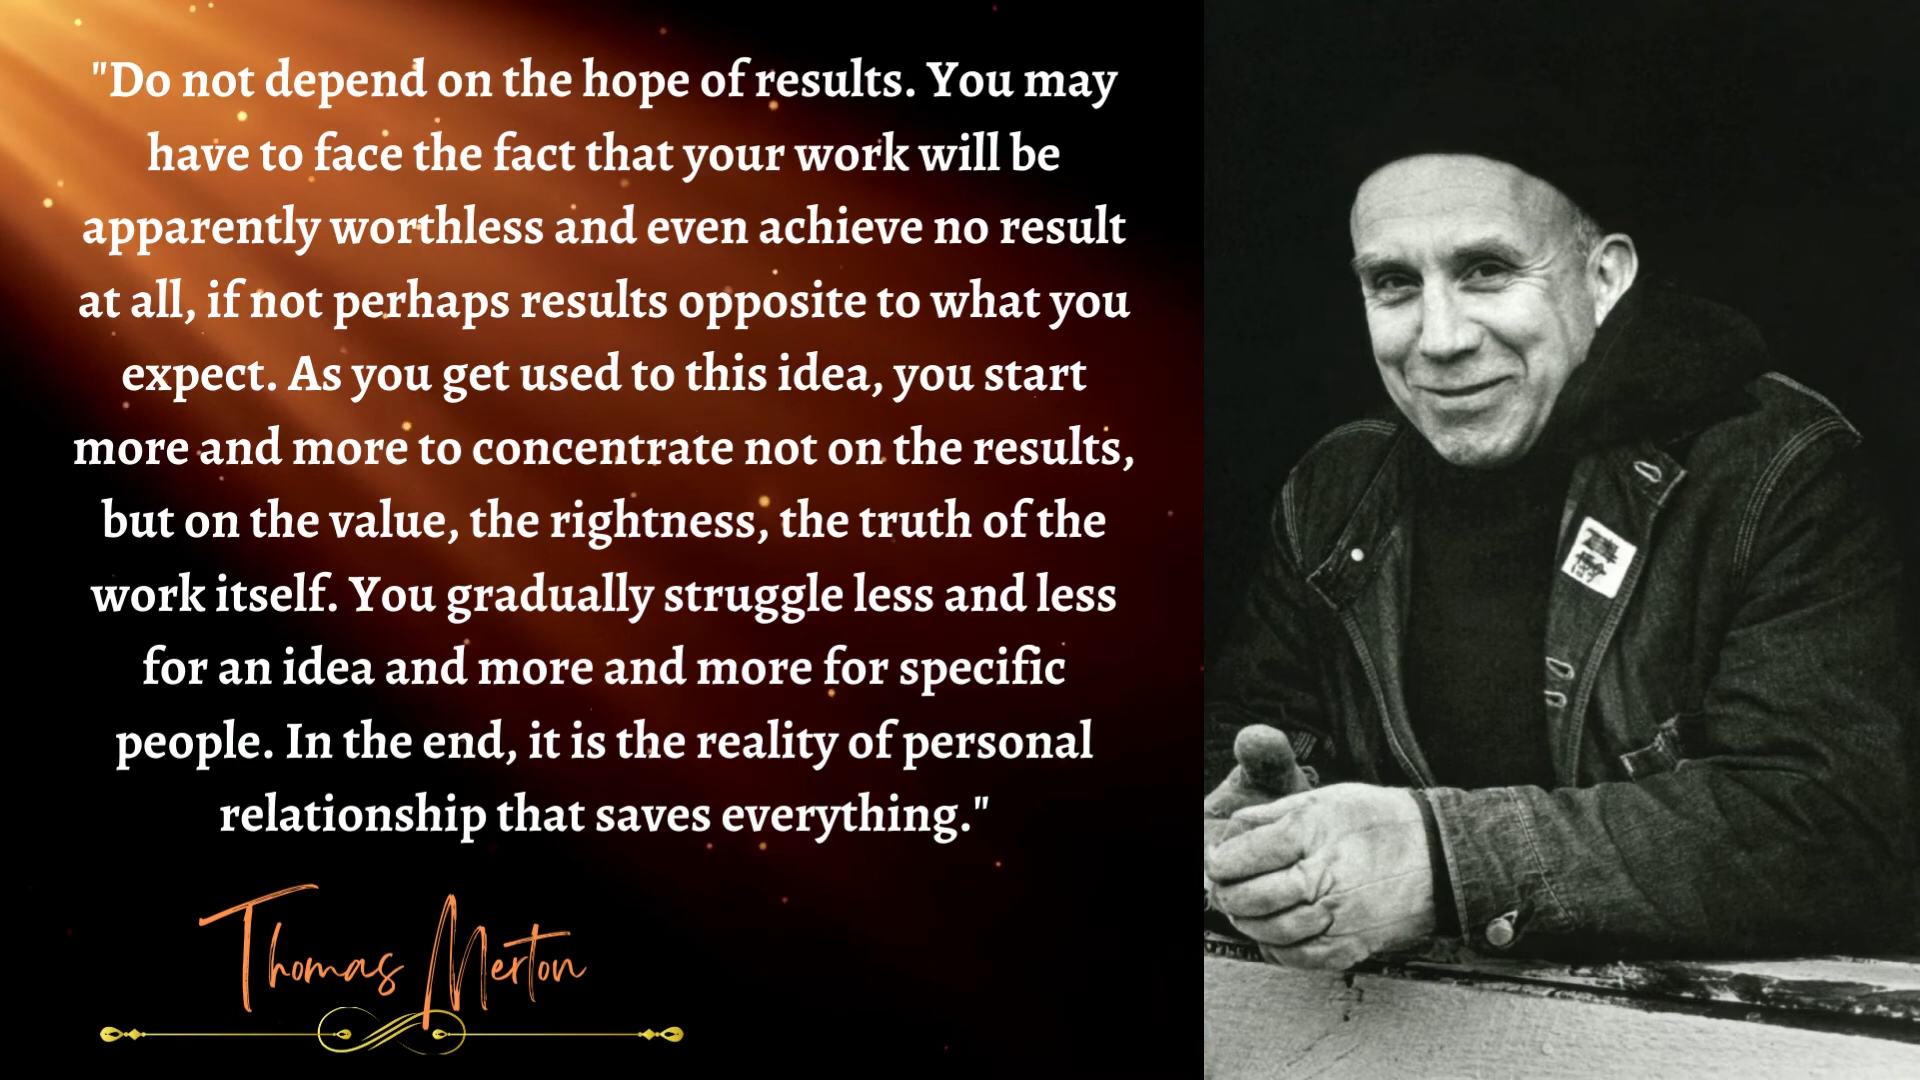 "Do not depend on the hope of results. You may
have to face the fact that your work will be
apparently worthless and even achieve no result
at all, if not perhaps results opposite to what you
expect. As you get used to this idea, you start
more and more to concentrate not on the results,
but on the value, the rightness, the truth of the
work itself. You gradually struggle less and less
for an idea and more and more for specific
people. In the end, it is the reality of personal
relationship that saves everything."
Thomas Merton